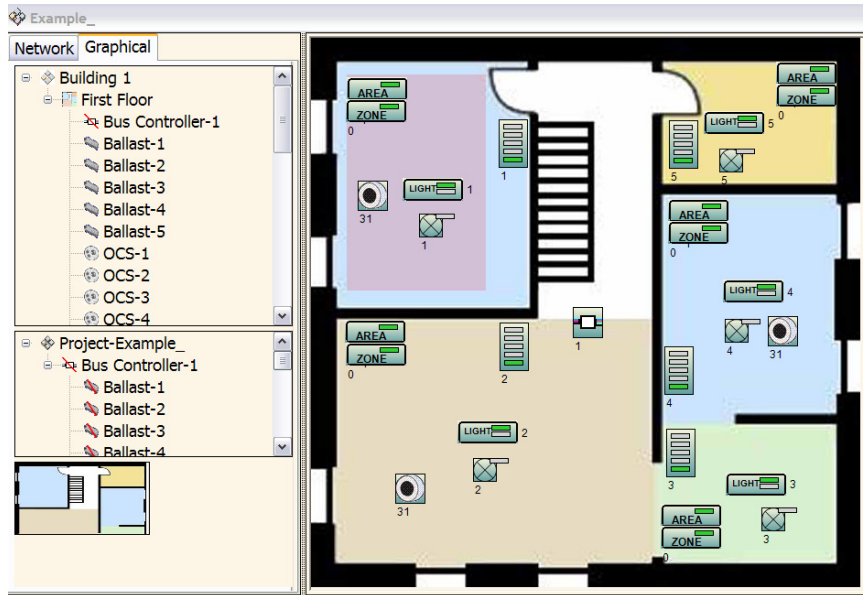 Example_
Network Graphical
Building 1
First Floor
Bus Controller-1
Ballast-1
Ballast-2
Ballast-3
Ballast-4
Ballast-5
OCS-1
OCS-2
OCS-3
OCS-4
Project-Example_
Bus Controller-1
Ballast-1
Ballast-2
Ballast-3
Ballast-4
AREA
ZONE
0
1
LIGHT 1
31
1
AREA
ZONE
0
LIGHT 5
5
5
AREA
ZONE
0
LIGHT 4
4
31
4
1
AREA
ZONE
0
2
LIGHT 2
2
31
3
LIGHT 3
3
AREA
ZONE
0